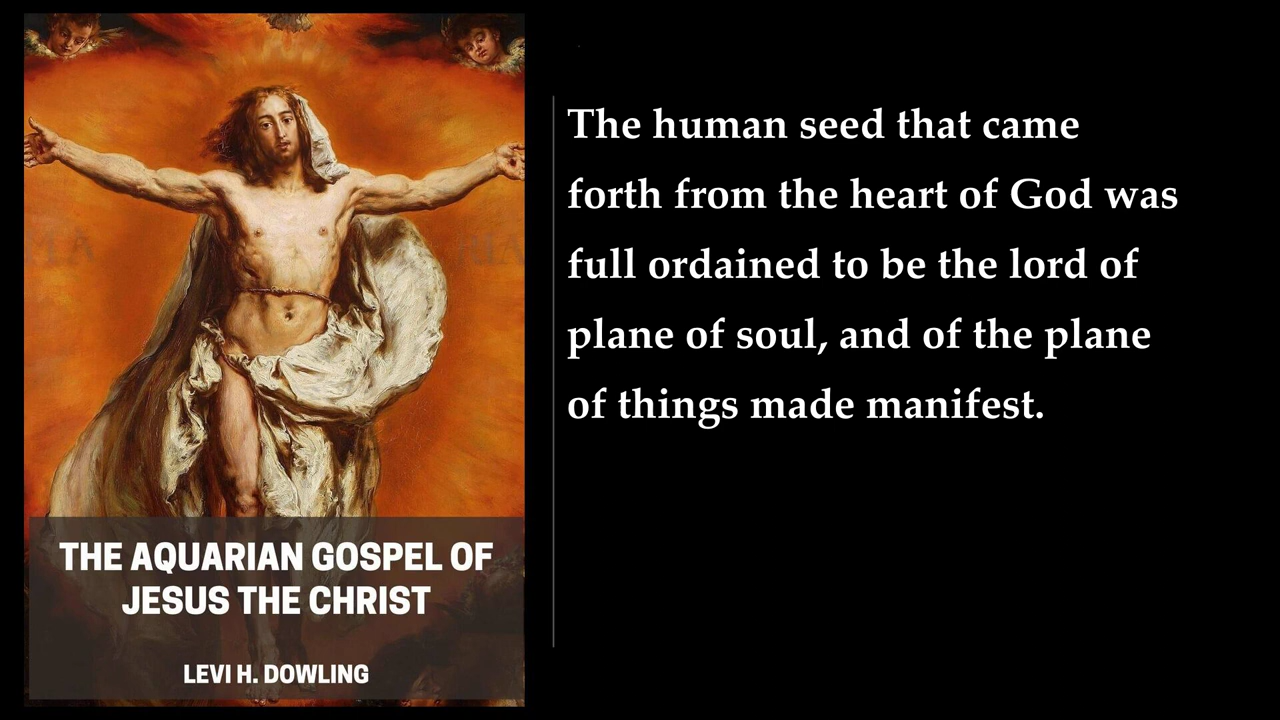 THE AQUARIAN GOSPEL OF
JESUS THE CHRIST
LEVI H. DOWLING
The human seed that came
forth from the heart of God was
full ordained to be the lord of
plane of soul, and of the plane
of things made manifest.